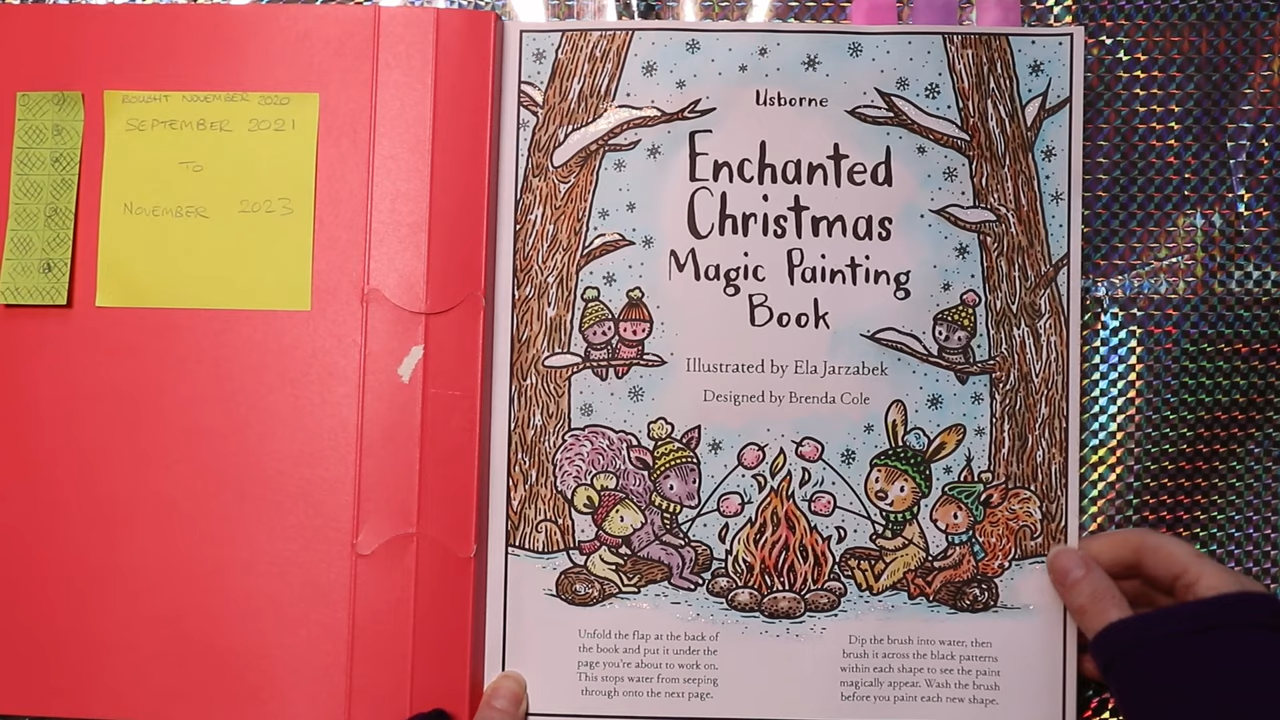 BOUGHT NOVEMBER 2020
SEPTEMBER 2021
TO
NOVEMBER 2023
Usborne
Enchanted
Christmas
Magic Painting
Book
Illustrated by Ela Jarzabek
Designed by Brenda Cole
Unfold the flap at the back of
the book and put it under the
page you're about to work on.
This stops water from seeping
through onto the next page.
Dip the brush into water, then
brush it across the black patterns
within each shape to see the paint
magically appear. Wash the brush
before you paint each new shape.